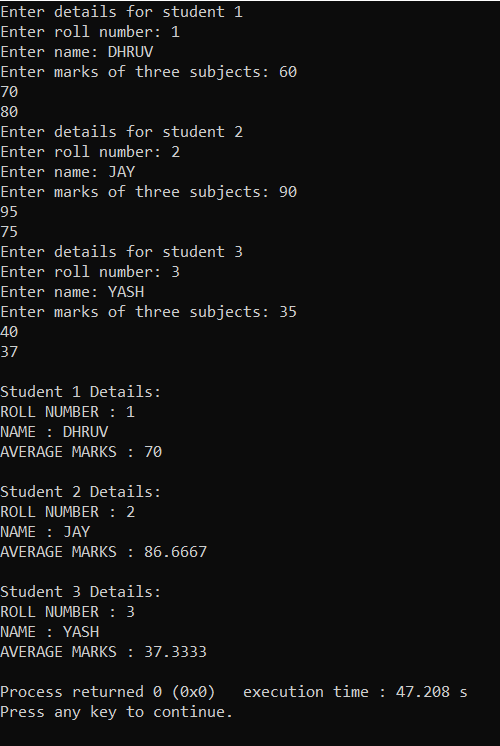 Enter details for student 1
Enter roll number: 1
Enter name: DHRUV
Enter marks of three subjects: 60
70
80
Enter details for student 2
Enter roll number: 2
Enter name: JAY
Enter marks of three subjects: 90
95
75
Enter details for student 3
Enter roll number: 3
Enter name: YASH
Enter marks of three subjects: 35
40
37

Student 1 Details:
ROLL NUMBER : 1
NAME : DHRUV
AVERAGE MARKS : 70

Student 2 Details:
ROLL NUMBER : 2
NAME : JAY
AVERAGE MARKS : 86.6667

Student 3 Details:
ROLL NUMBER : 3
NAME : YASH
AVERAGE MARKS : 37.3333

Process returned 0 (0x0)   execution time : 47.208 s
Press any key to continue.